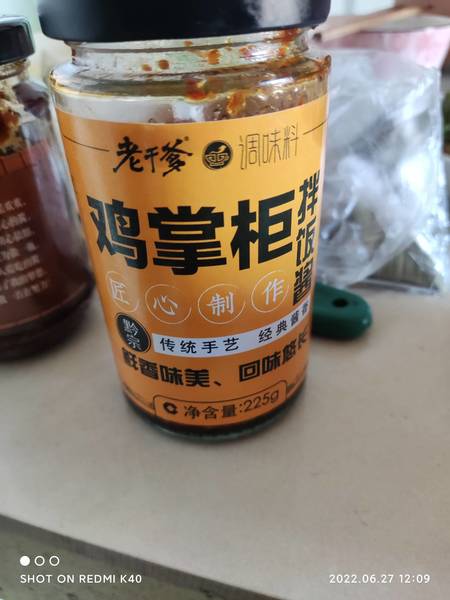 老干爹® 调味料
鸡掌柜
拌饭酱
匠心制作
黔宗
传统手艺 经典酱香
酥香味美、回味悠长
净含量:225g
SHOT ON REDMI K40
2022.06.27 12:09